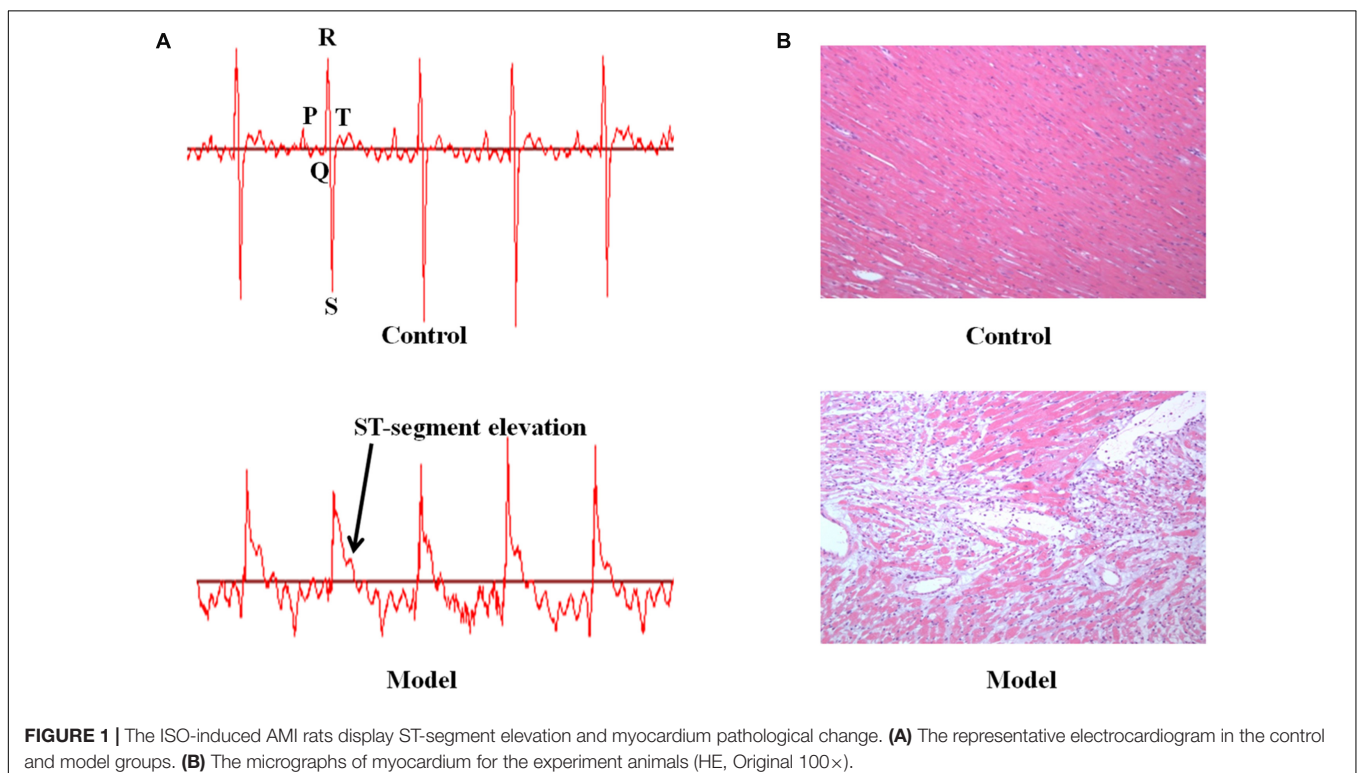 A
R
P T
Q
S
Control
ST-segment elevation
Model
B
Control
Model
FIGURE 1 | The ISO-induced AMI rats display ST-segment elevation and myocardium pathological change. (A) The representative electrocardiogram in the control
and model groups. (B) The micrographs of myocardium for the experiment animals (HE, Original 100×).